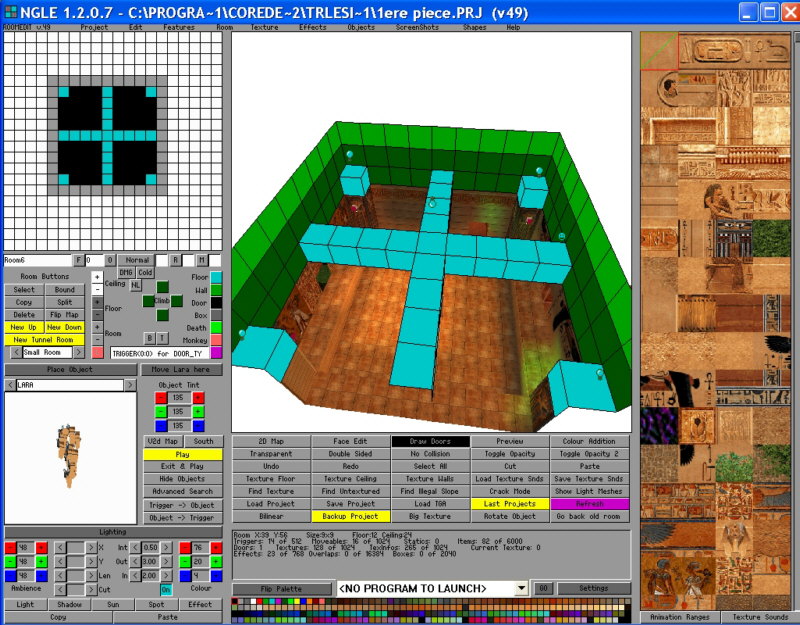 NGLE 1.2.0.7 - C:\PROGRA~1\COREDE~2\TRLESI~1\1ere piece.PRJ (v49)
ROOMEDIT v.49 Project Edit Features Room Texture Effects Objects ScreenShots Shapes Help
Room6 F 0 0 Normal R M
Room Buttons
Select Bound
Copy Split
Delete Flip Map
New Up New Down
New Tunnel Room
< Small Room >
+
-
+
-
+
-
Ceiling
Floor
Room
DMG Cold
NL
Climb
B T
Floor
Wall
Door
Box
Death
Monkey
TRIGGER(0:0) for DOOR_TY
Place Object Move Lara here
< LARA >
Object Tint
- 135 +
- 135 +
- 135 +
V2d Map South
Play
Exit & Play
Hide Objects
Advanced Search
Trigger -> Object
Object -> Trigger
Lighting
- 48 + < > X Int < 0.50 > - 76 +
- 48 + < > Y Out < 3.00 > - 20 +
- 48 + < > Len In < 2.00 > - 4 +
Ambience < > Cut On Colour
Light Shadow Sun Spot Effect
Copy Paste
2D Map Face Edit Draw Doors Preview Colour Addition
Transparent Double Sided No Collision Toggle Opacity Toggle Opacity 2
Undo Redo Select All Cut Paste
Texture Floor Texture Ceiling Texture Walls Load Texture Snds Save Texture Snds
Find Texture Find Untextured Find Illegal Slope Crack Mode Show Light Meshes
Load Project Save Project Load TGA Last Projects Refresh
Bilinear Backup Project Big Texture Rotate Object Go back old room
Room X:39 Y:56 Size:9x9 Floor:12 Ceiling:24
Triggers: 14 of 512 Moveables: 16 of 1024 Statics: 0 Items: 82 of 6000
Doors: 1 Textures: 128 of 1024 TexInfos: 265 of 1024 Current Texture: 0
Effects: 23 of 768 Overlaps: 0 of 16384 Boxes: 0 of 2040
Flip Palette <NO PROGRAM TO LAUNCH> GO Settings
Animation Ranges Texture Sounds